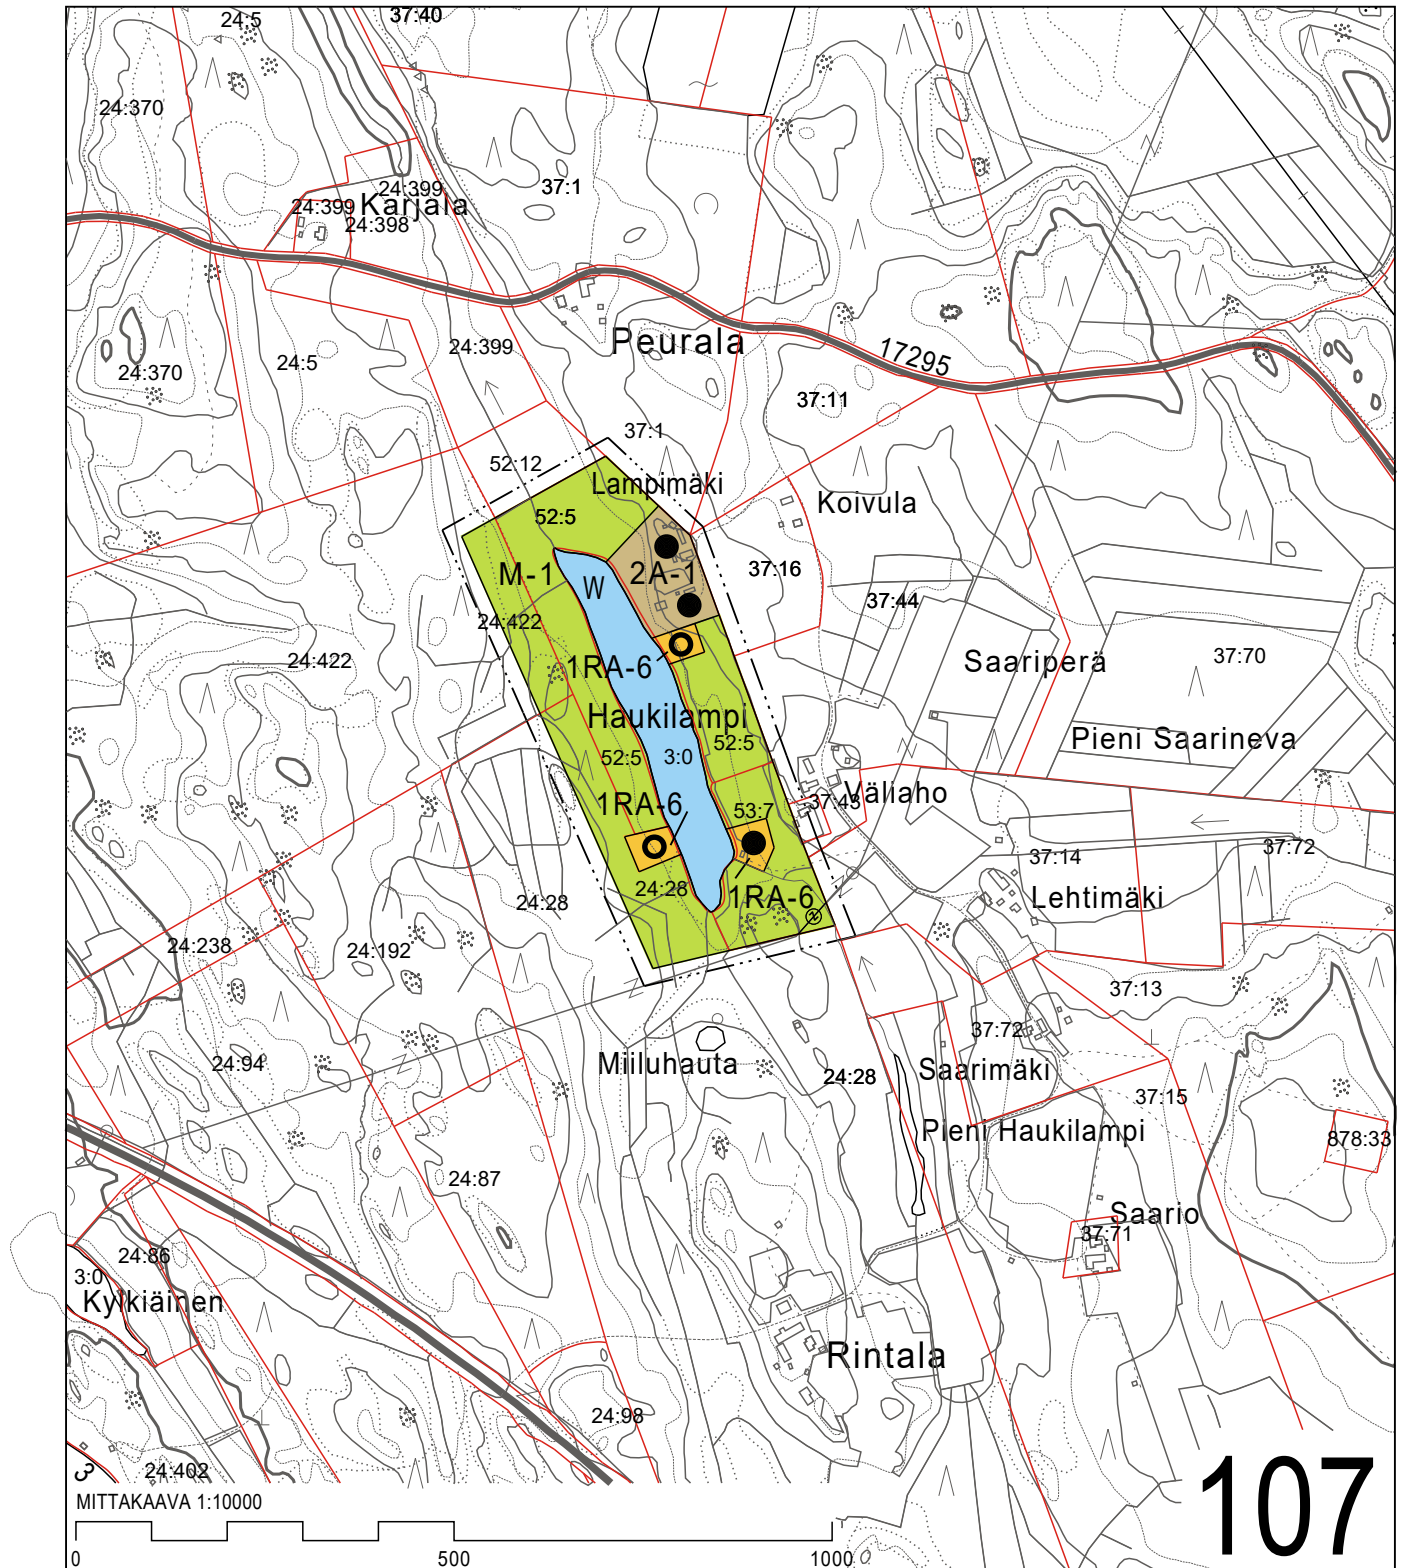 24:5
37:40
24:370
24:399
37:1
24:399
Karjala
24:398
Peurala
24:399
17295
24:5
24:370
37:11
37:1
52:12
Lampimäki
Koivula
52:5
M-1
W
2A-1
37:16
37:44
24:422
24:422
1RA-6
Saariperä
37:70
Haukilampi
52:5
52:5
3:0
Pieni Saarineva
1RA-6
53:7
37:43
Väliaho
37:14
37:72
24:28
24:28
1RA-6
Lehtimäki
24:238
24:192
37:13
37:72
24:94
Miiluhauta
24:28
Saarimäki
37:15
Pieni Haukilampi
878:33
24:87
Saario
37:71
24:86
3:0
Kylkiäinen
Rintala
24:98
3
24:402
MITTAKAAVA 1:10000
107
0
500
1000